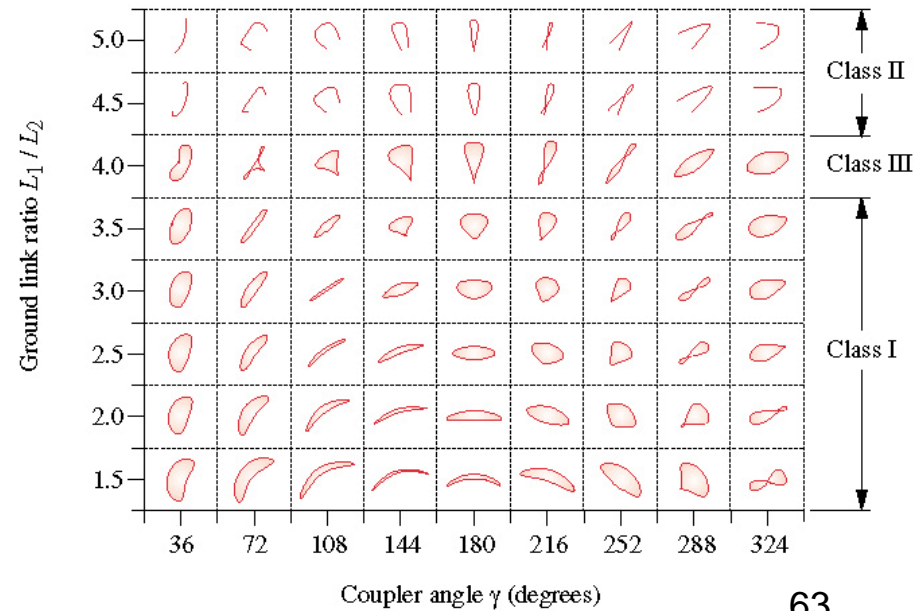 Ground link ratio L1 / L2
5.0
4.5
4.0
3.5
3.0
2.5
2.0
1.5
Class II
Class III
Class I
36 72 108 144 180 216 252 288 324
Coupler angle γ (degrees)
63